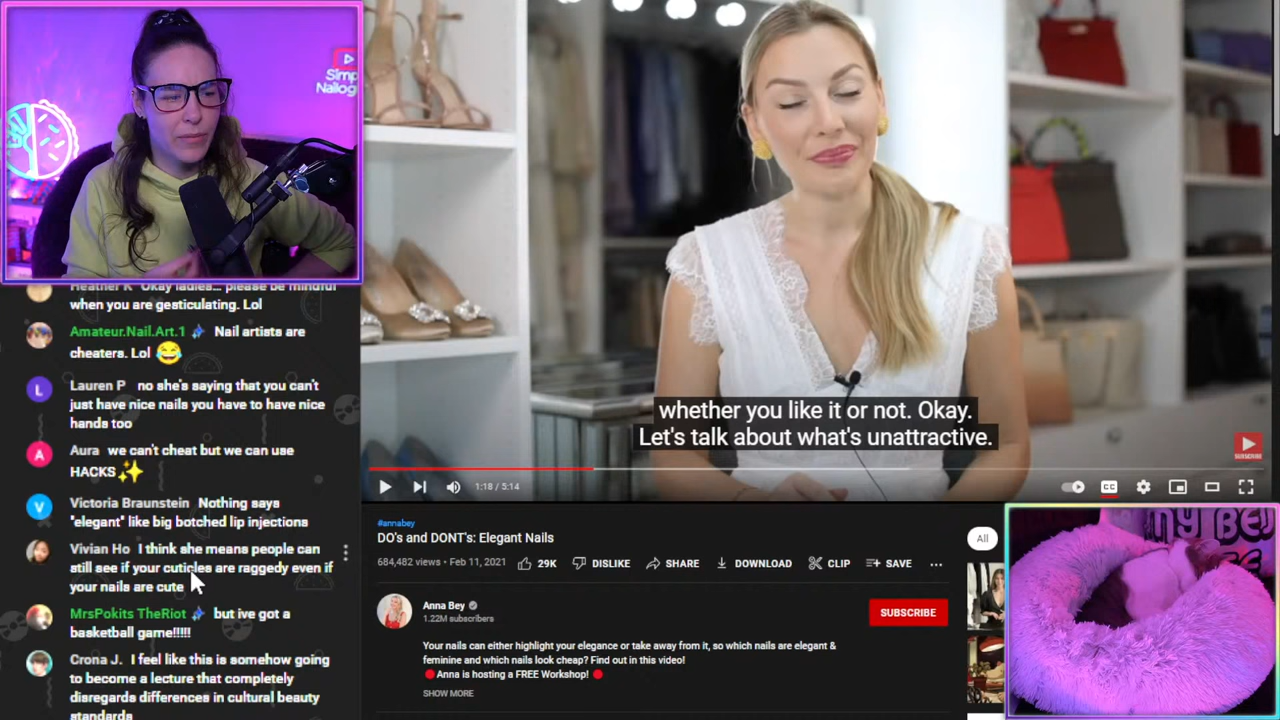 Simp
Nailog
Heather K Okay ladies... please be mindful
when you are gesticulating. Lol
Amateur.Nail.Art.1 Nail artists are
cheaters. Lol
L
Lauren P no she's saying that you can't
just have nice nails you have to have nice
hands too
A
Aura we can't cheat but we can use
HACKS
V
Victoria Braunstein Nothing says
"elegant" like big botched lip injections
Vivian Ho I think she means people can
still see if your cuticles are raggedy even if
your nails are cute
MrsPokits TheRiot but ive got a
basketball game!!!!!
Crona J. I feel like this is somehow going
to become a lecture that completely
disregards differences in cultural beauty
standards
whether you like it or not. Okay.
Let's talk about what's unattractive.
SUBSCRIBE
1:18 / 5:14
CC
#annabey
DO's and DONT's: Elegant Nails
684,482 views • Feb 11, 2021
29K
DISLIKE
SHARE
DOWNLOAD
CLIP
SAVE
...
All
Anna Bey
1.22M subscribers
SUBSCRIBE
Your nails can either highlight your elegance or take away from it, so which nails are elegant &
feminine and which nails look cheap? Find out in this video!
Anna is hosting a FREE Workshop!
SHOW MORE
MY BED